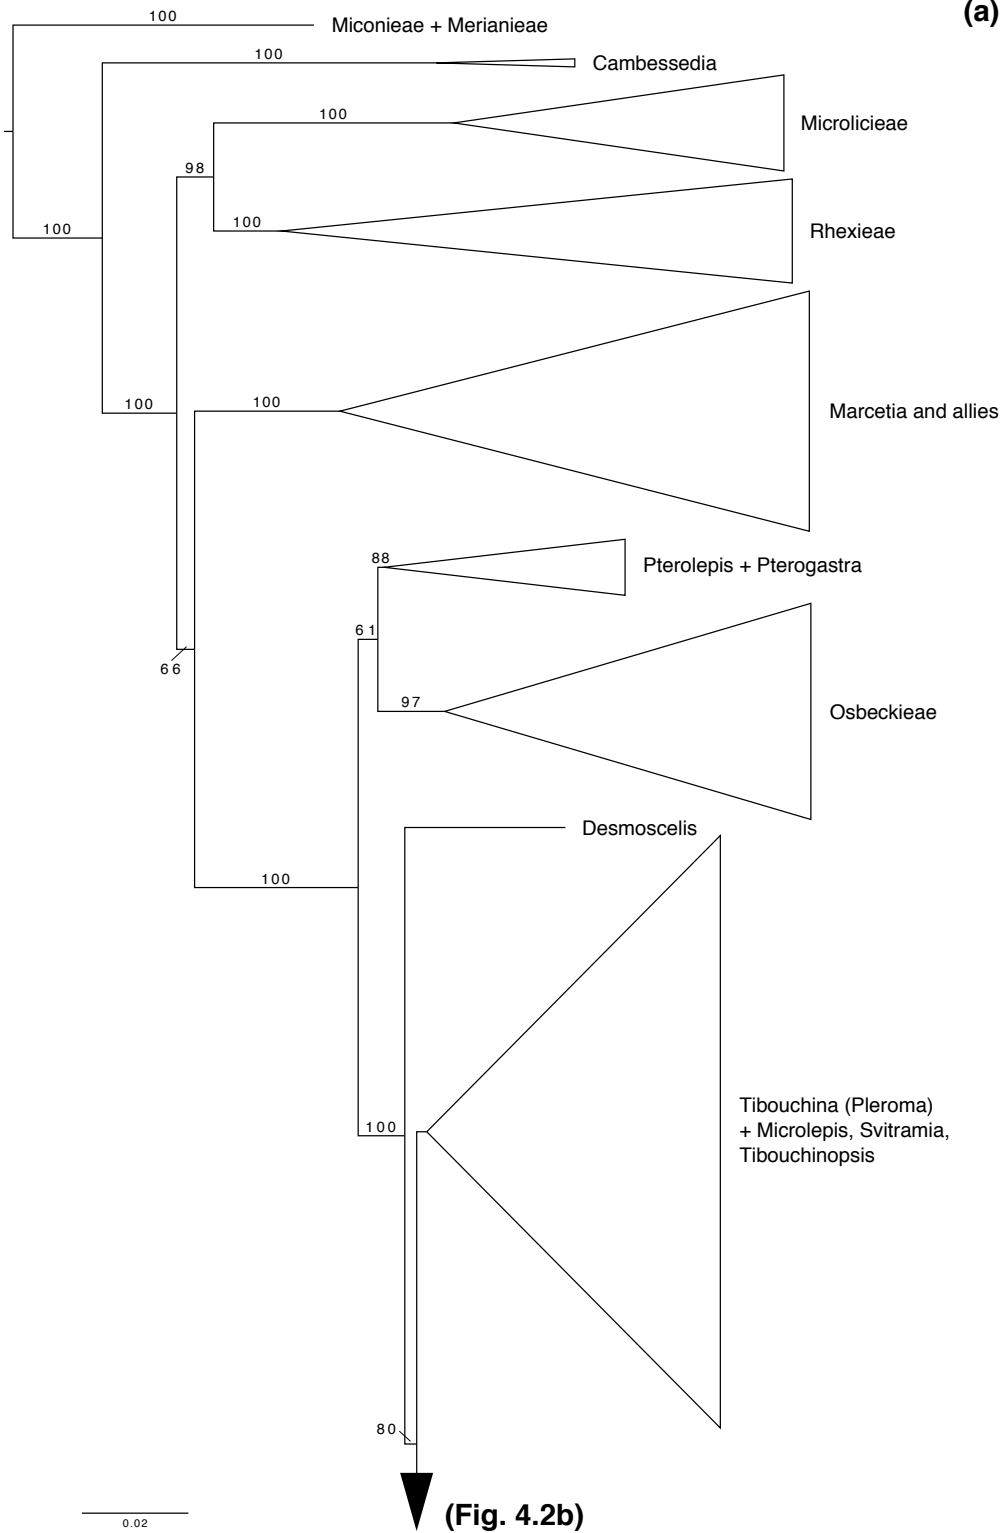 (a)
100
Miconieae + Merianieae
100
Cambessedia
100
Microlicieae
98
100
Rhexieae
100
100
100
Marcetia and allies
88
Pterolepis + Pterogastra
61
66
97
Osbeckieae
Desmoscelis
100
Tibouchina (Pleroma)
+ Microlepis, Svitramia,
Tibouchinopsis
100
80
(Fig. 4.2b)
0.02